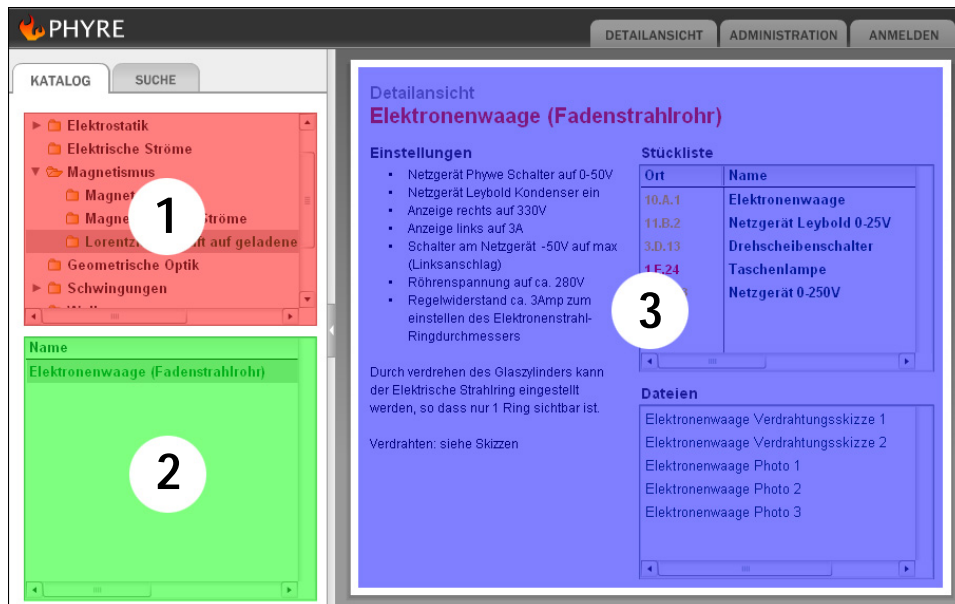 PHYRE
DETAILANSICHT
ADMINISTRATION
ANMELDEN
KATALOG
SUCHE
Elektrostatik
Elektrische Ströme
Magnetismus
Ströme
auf geladene
Geometrische Optik
Schwingungen
1
Name
Elektronenwaage (Fadenstrahlrohr)
2
Detailansicht
Elektronenwaage (Fadenstrahlrohr)
Einstellungen
Netzgerät Phywe Schalter auf 0-50V
Netzgerät Leybold Kondenser ein
Anzeige rechts auf 330V
Anzeige links auf 3A
Schalter am Netzgerät -50V auf max
(Linksanschlag)
Röhrenspannung auf ca. 280V
Regelwiderstand ca. 3Amp zum
einstellen des Elektronenstrahl-
Ringdurchmessers
Durch verdrehen des Glaszylinders kann
der Elektrische Strahlring eingestellt
werden, so dass nur 1 Ring sichtbar ist.
Verdrahten: siehe Skizzen
3
Stückliste
Ort Name
10.A.1 Elektronenwaage
11.B.2 Netzgerät Leybold 0-25V
3.D.13 Drehscheibenschalter
1.E.24 Taschenlampe
Netzgerät 0-250V
Dateien
Elektronenwaage Verdrahtungsskizze 1
Elektronenwaage Verdrahtungsskizze 2
Elektronenwaage Photo 1
Elektronenwaage Photo 2
Elektronenwaage Photo 3